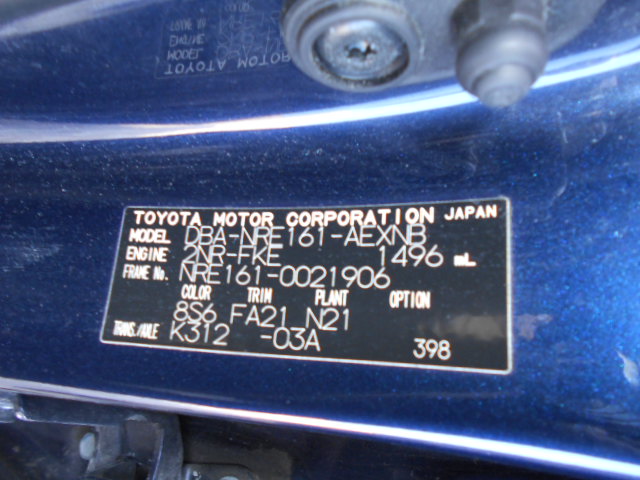 TOYOTA MOTOR CORPORATION JAPAN
MODEL DBA-NRE161-AEXNB
ENGINE 2NR-FKE 1496 mL
FRAME No. NRE161-0021906
COLOR TRIM PLANT OPTION
8S6 FA21 N21
TRANS./AXLE K312 -03A 398